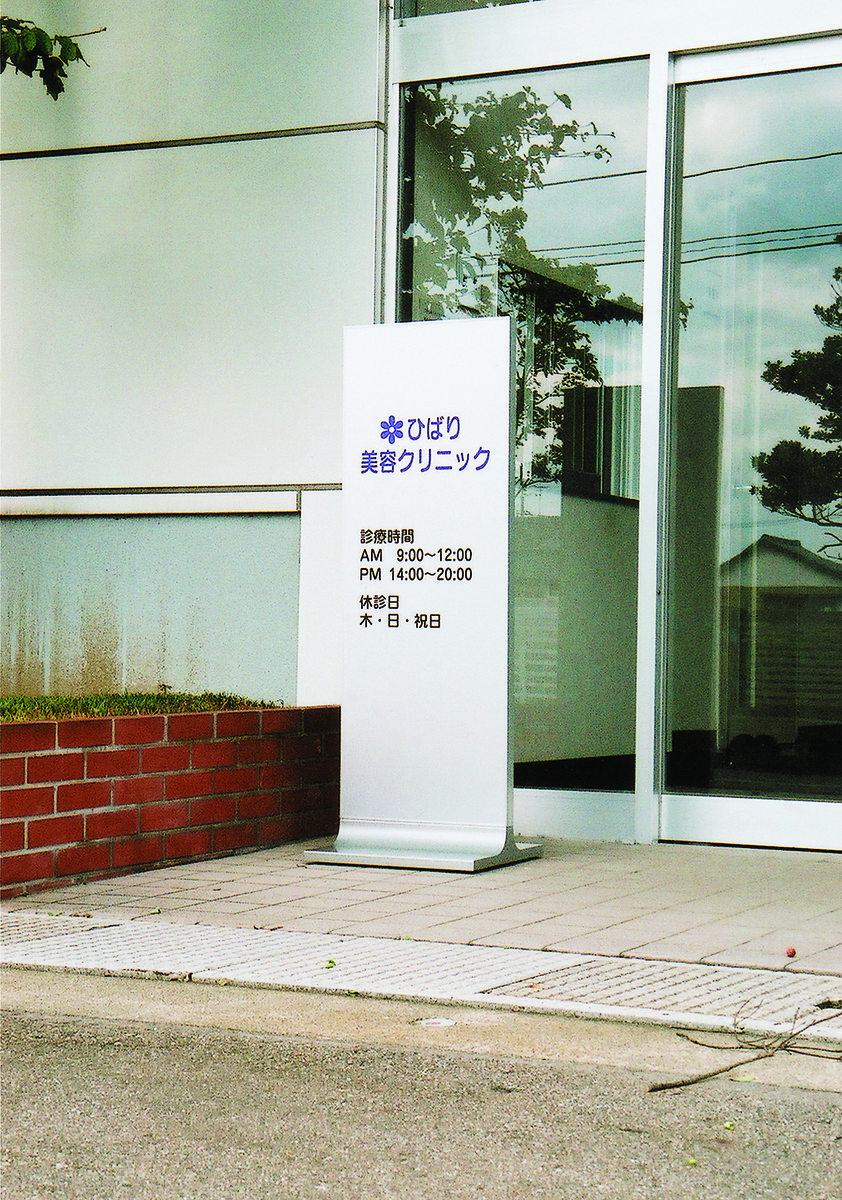 ひばり
美容クリニック
診療時間
AM 9:00～12:00
PM 14:00～20:00
休診日
木・日・祝日